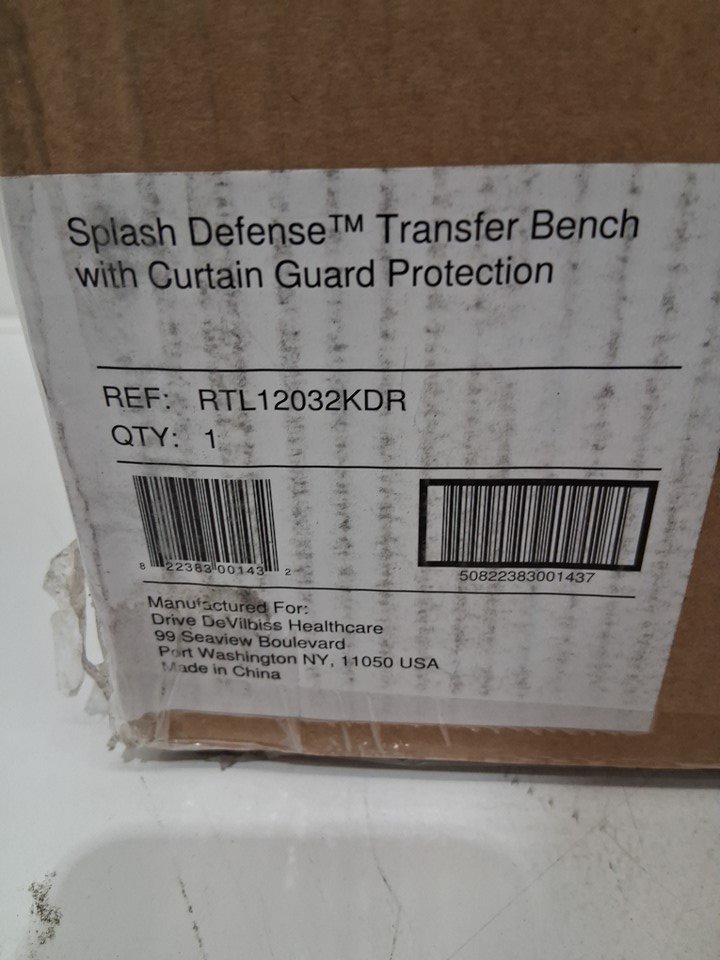 Splash Defense™ Transfer Bench
with Curtain Guard Protection
REF: RTL12032KDR
QTY: 1
8 22383 00143 2
50822383001437
Manufactured For:
Drive DeVilbiss Healthcare
99 Seaview Boulevard
Port Washington NY, 11050 USA
Made in China